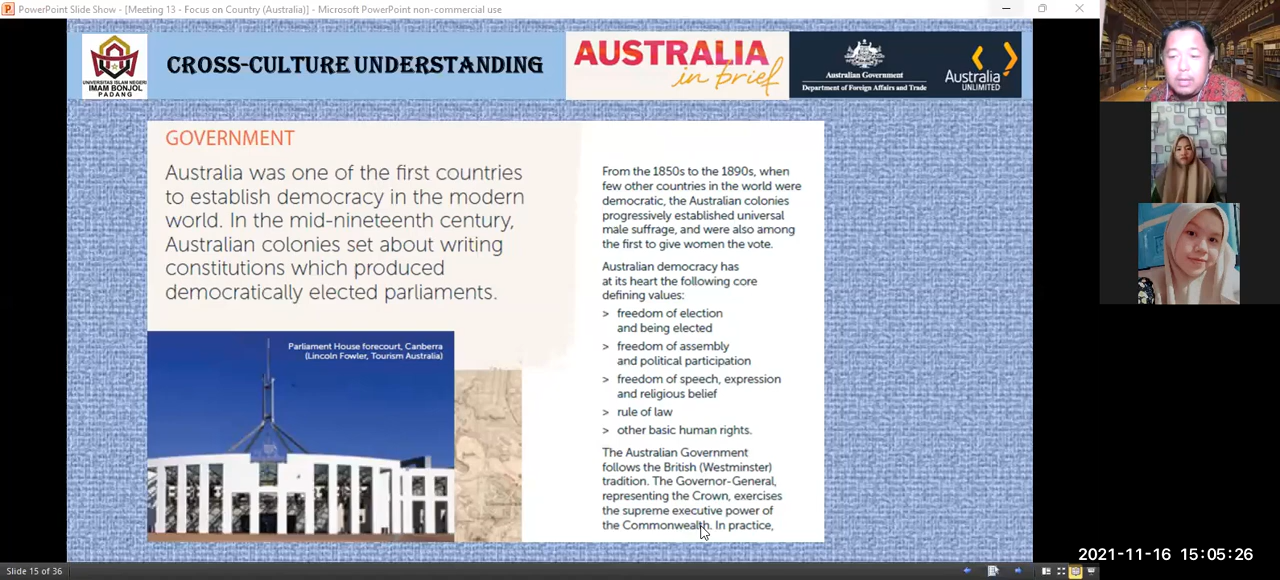 PowerPoint Slide Show - [Meeting 13 - Focus on Country (Australia)] - Microsoft PowerPoint non-commercial use
UNIVERSITAS ISLAM NEGERI
IMAM BONJOL
PADANG
CROSS-CULTURE UNDERSTANDING
AUSTRALIA
in brief
Australian Government
Department of Foreign Affairs and Trade
Australia
UNLIMITED
GOVERNMENT
Australia was one of the first countries
to establish democracy in the modern
world. In the mid-nineteenth century,
Australian colonies set about writing
constitutions which produced
democratically elected parliaments.
Parliament House forecourt, Canberra
(Lincoln Fowler, Tourism Australia)
From the 1850s to the 1890s, when
few other countries in the world were
democratic, the Australian colonies
progressively established universal
male suffrage, and were also among
the first to give women the vote.
Australian democracy has
at its heart the following core
defining values:
> freedom of election
and being elected
> freedom of assembly
and political participation
> freedom of speech, expression
and religious belief
> rule of law
> other basic human rights.
The Australian Government
follows the British (Westminster)
tradition. The Governor-General,
representing the Crown, exercises
the supreme executive power of
the Commonwealth. In practice,
2021-11-16 15:05:26
Slide 15 of 36